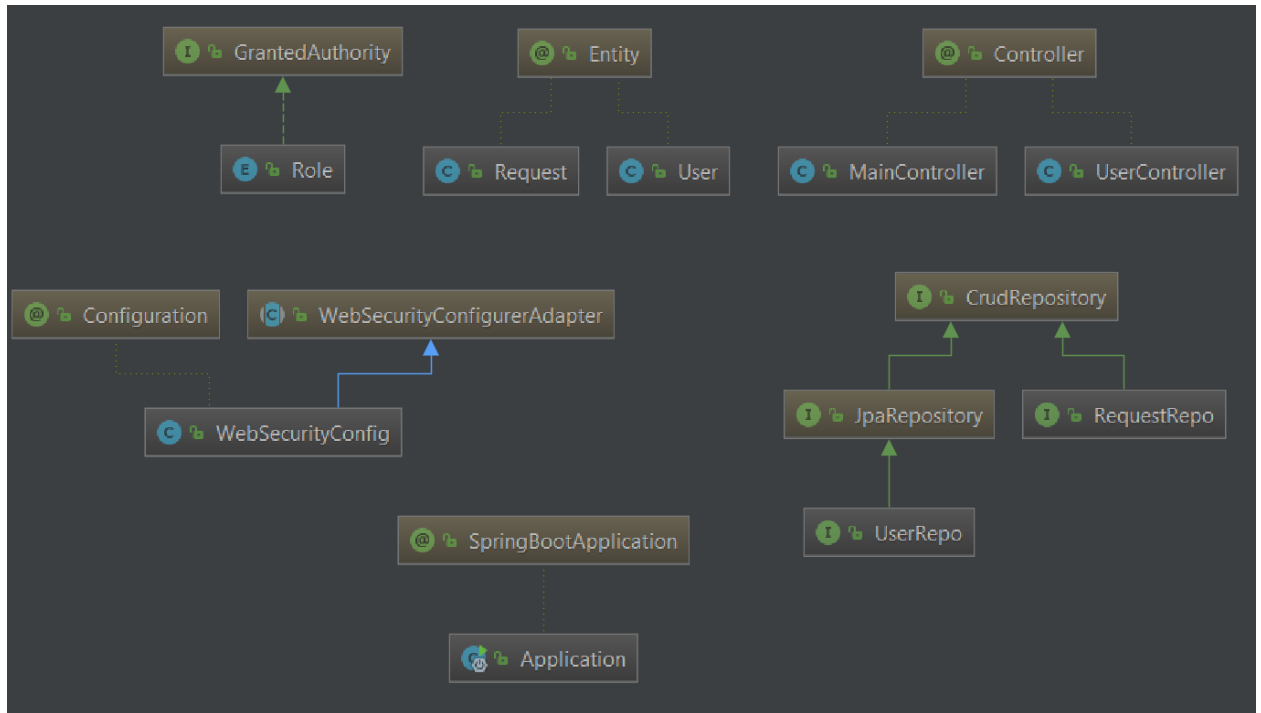 I GrantedAuthority
@ Entity
@ Controller
E Role
C Request
C User
C MainController
C UserController
@ Configuration
C WebSecurityConfigurerAdapter
I CrudRepository
C WebSecurityConfig
I JpaRepository
I RequestRepo
@ SpringBootApplication
I UserRepo
C Application